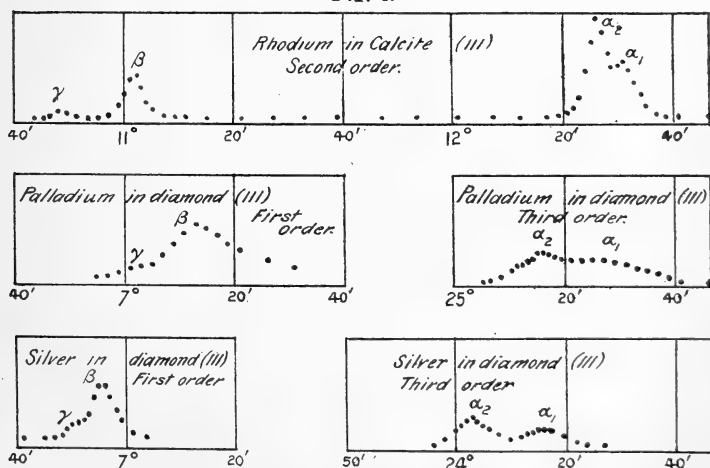 Rhodium in Calcite (111)
Second order.
γ β α2 α1
40' 11° 20' 40' 12° 20' 40'
Palladium in diamond (111)
First order.
γ β
40' 7° 20' 40'
Palladium in diamond (111)
Third order.
α2 α1
25° 20' 40'
Silver in diamond (111)
First order
γ β
40' 7° 20'
Silver in diamond (111)
Third order
α2 α1
50' 24° 20' 40'